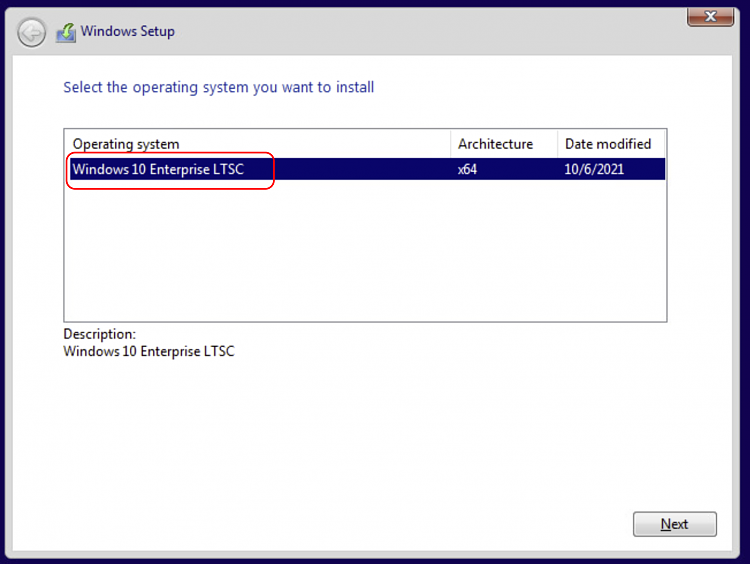 Windows Setup
Select the operating system you want to install
Operating system Architecture Date modified
Windows 10 Enterprise LTSC x64 10/6/2021
Description:
Windows 10 Enterprise LTSC
Next